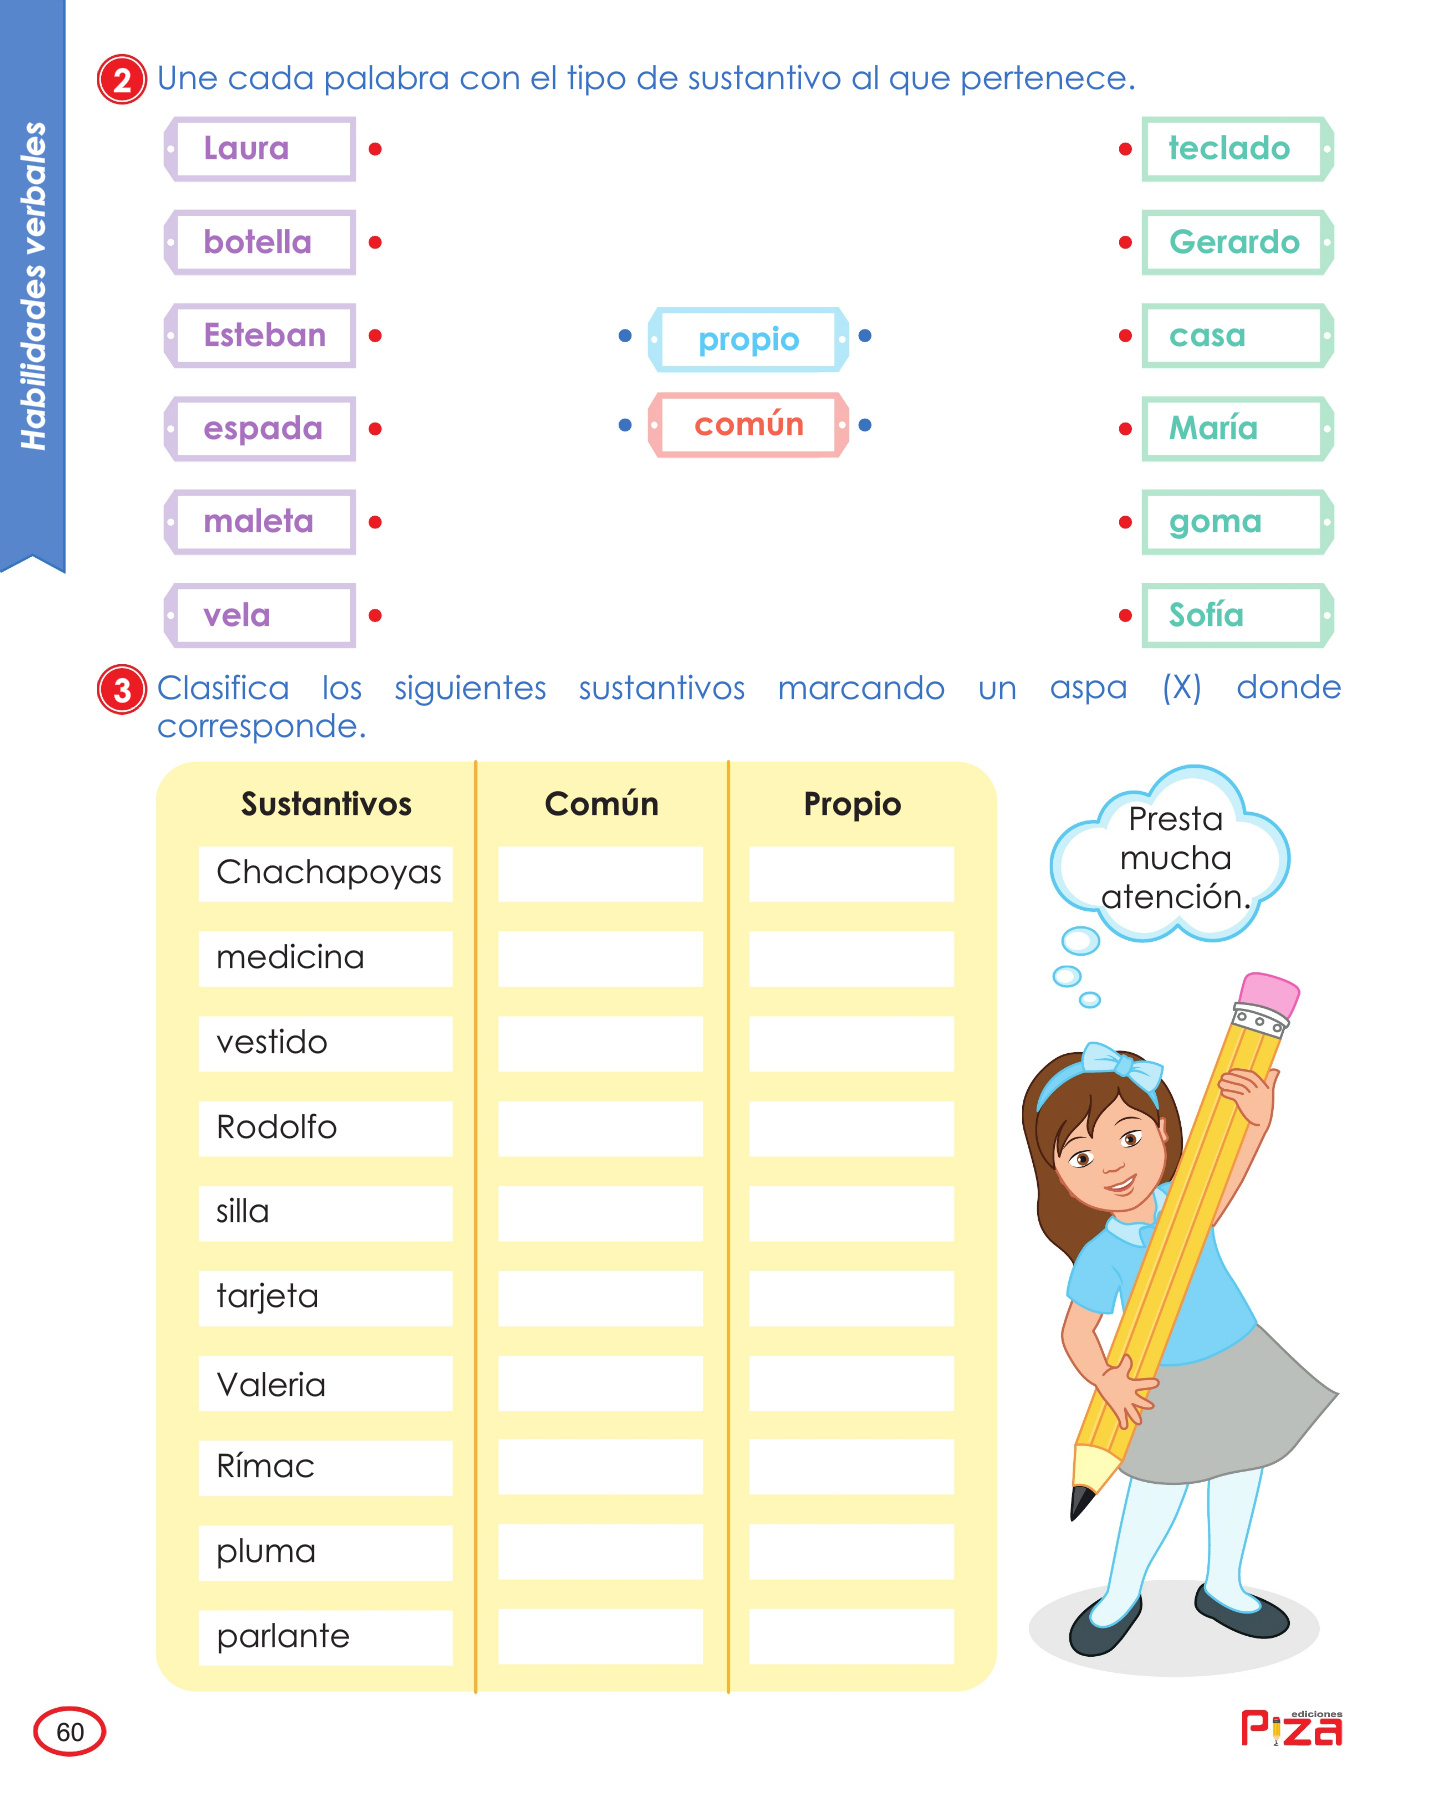 Habilidades verbales
2 Une cada palabra con el tipo de sustantivo al que pertenece.
Laura
botella
Esteban
espada
maleta
vela
propio
común
teclado
Gerardo
casa
María
goma
Sofía
3 Clasifica los siguientes sustantivos marcando un aspa (X) donde
corresponde.
Sustantivos Común Propio
Chachapoyas
medicina
vestido
Rodolfo
silla
tarjeta
Valeria
Rímac
pluma
parlante
Presta
mucha
atención.
60
ediciones
Piza